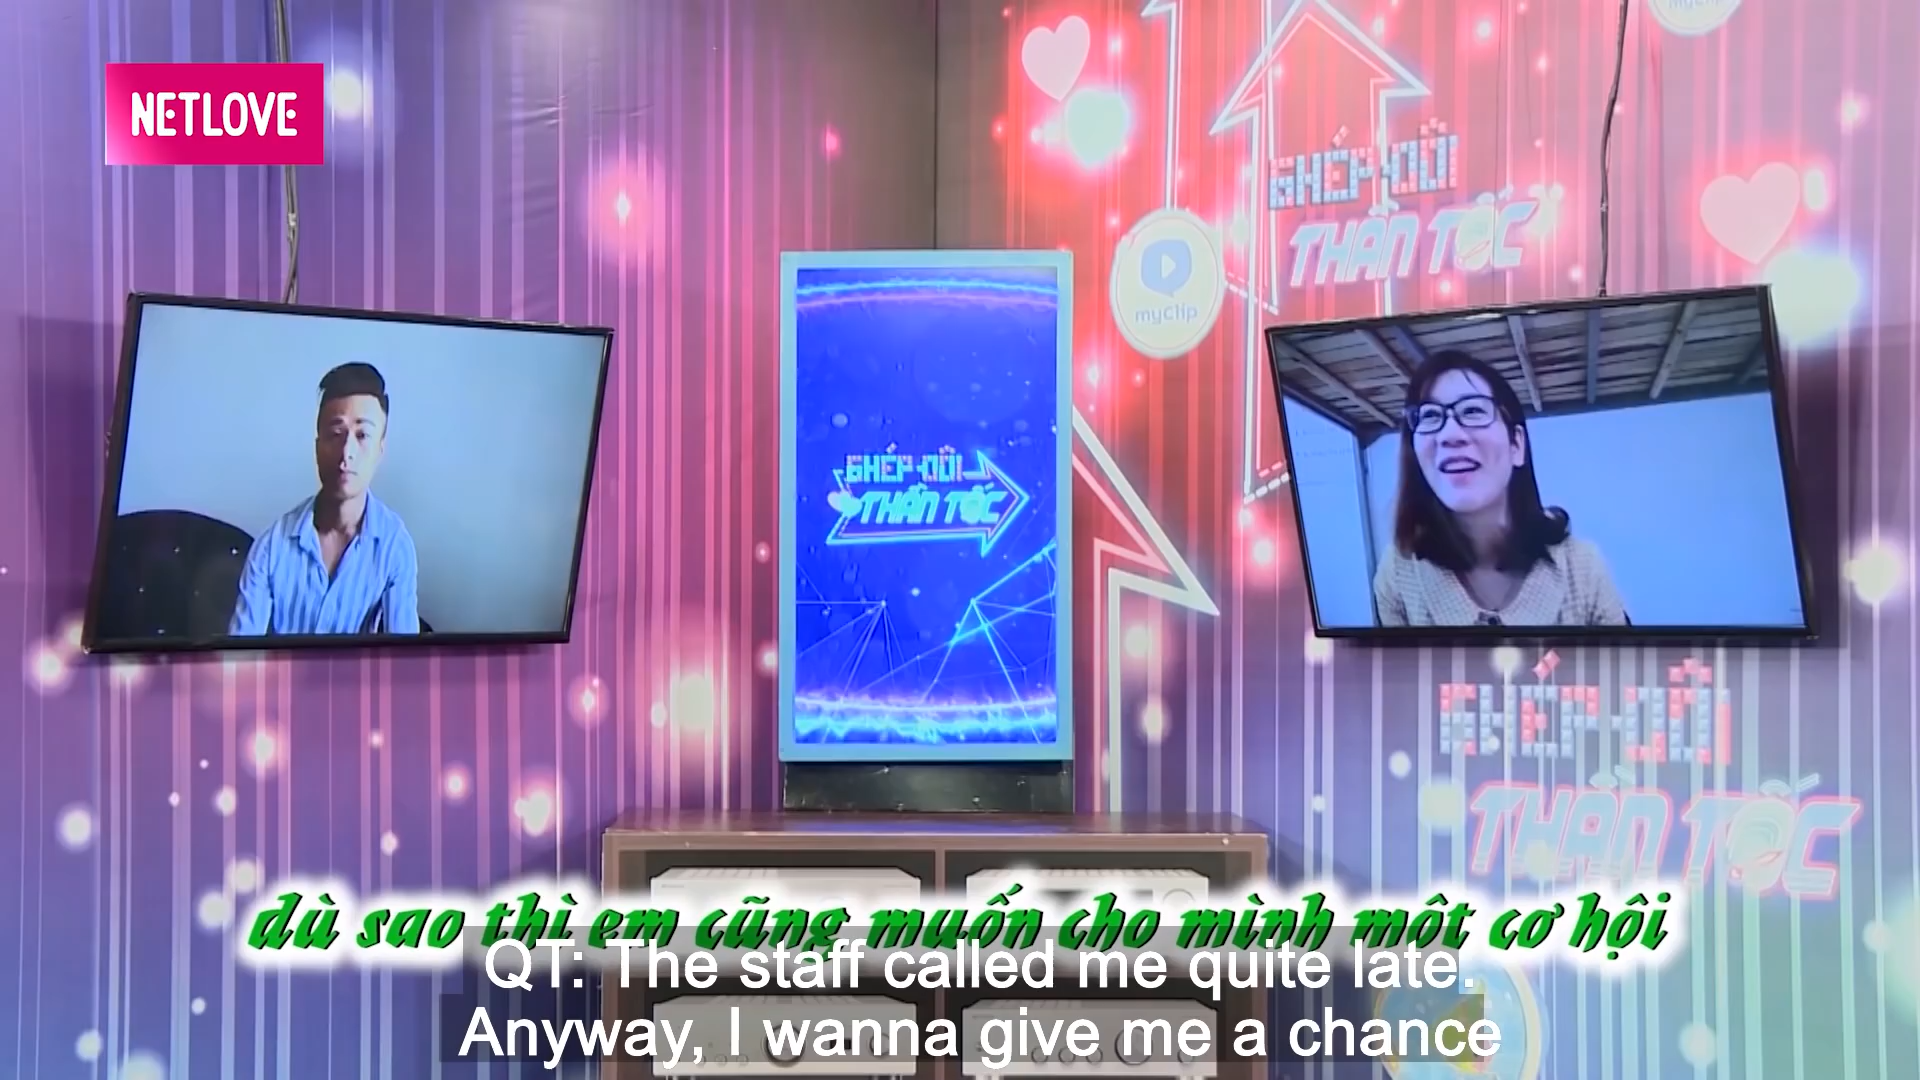 myclip
NETLOVE
GHÉP ĐÔI
THẦN TỐC
myclip
GHÉP ĐÔI
THẦN TỐC
GHÉP ĐÔI
THẦN TỐC
dù sao thì em cũng muốn cho mình một cơ hội
QT: The staff called me quite late.
Anyway, I wanna give me a chance